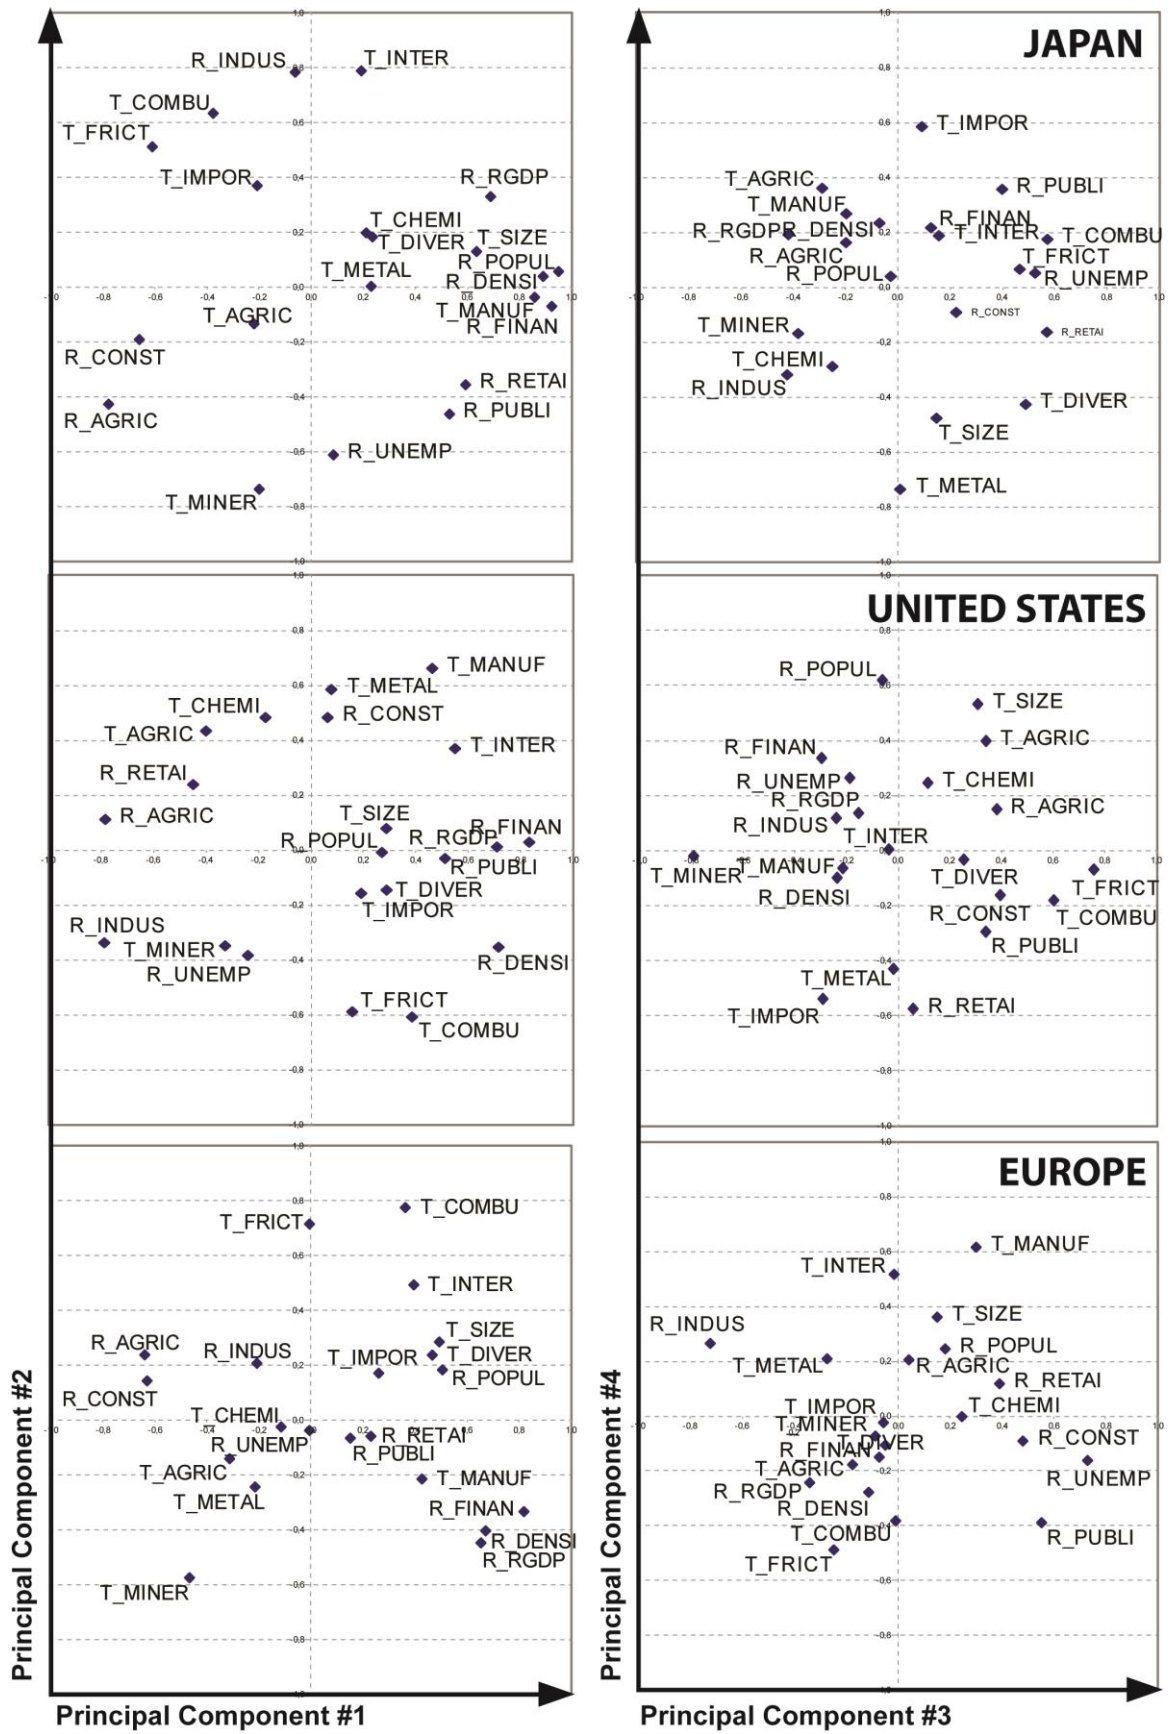 JAPAN
R_INDUS
T_INTER
T_COMBU
T_FRICT
T_IMPOR
R_RGDP
T_CHEMI
T_DIVER
T_SIZE
R_POPUL
T_METAL
R_DENSI
T_MANUF
R_FINAN
T_AGRIC
R_CONST
R_RETAI
R_AGRIC
R_PUBLI
R_UNEMP
T_MINER
T_IMPOR
T_AGRIC
R_PUBLI
T_MANUF
R_FINAN
R_RGDP
R_DENSI
T_INTER
T_COMBU
R_AGRIC
T_FRICT
R_POPUL
R_UNEMP
R_CONST
T_MINER
R_RETAI
T_CHEMI
R_INDUS
T_DIVER
T_SIZE
T_METAL
UNITED STATES
T_MANUF
T_METAL
T_CHEMI
R_CONST
T_AGRIC
T_INTER
R_RETAI
R_AGRIC
T_SIZE
R_FINAN
R_POPUL
R_RGDP
R_PUBLI
T_DIVER
T_IMPOR
R_INDUS
T_MINER
R_UNEMP
R_DENSI
T_FRICT
T_COMBU
R_POPUL
T_SIZE
T_AGRIC
R_FINAN
R_UNEMP
T_CHEMI
R_RGDP
R_AGRIC
R_INDUS
T_INTER
T_MINER
T_MANUF
T_DIVER
T_FRICT
R_DENSI
R_CONST
T_COMBU
R_PUBLI
T_METAL
T_IMPOR
R_RETAI
EUROPE
T_COMBU
T_FRICT
T_INTER
T_SIZE
R_AGRIC
R_INDUS
T_IMPOR
T_DIVER
R_POPUL
R_CONST
T_CHEMI
R_UNEMP
R_RETAI
R_PUBLI
T_AGRIC
T_MANUF
T_METAL
R_FINAN
R_DENSI
R_RGDP
T_MINER
T_MANUF
T_INTER
T_SIZE
R_INDUS
R_POPUL
T_METAL
R_AGRIC
R_RETAI
T_IMPOR
T_CHEMI
T_MINER
T_DIVER
R_CONST
R_FINAN
T_AGRIC
R_UNEMP
R_RGDP
R_DENSI
T_COMBU
R_PUBLI
T_FRICT
Principal Component #2
Principal Component #4
Principal Component #1
Principal Component #3